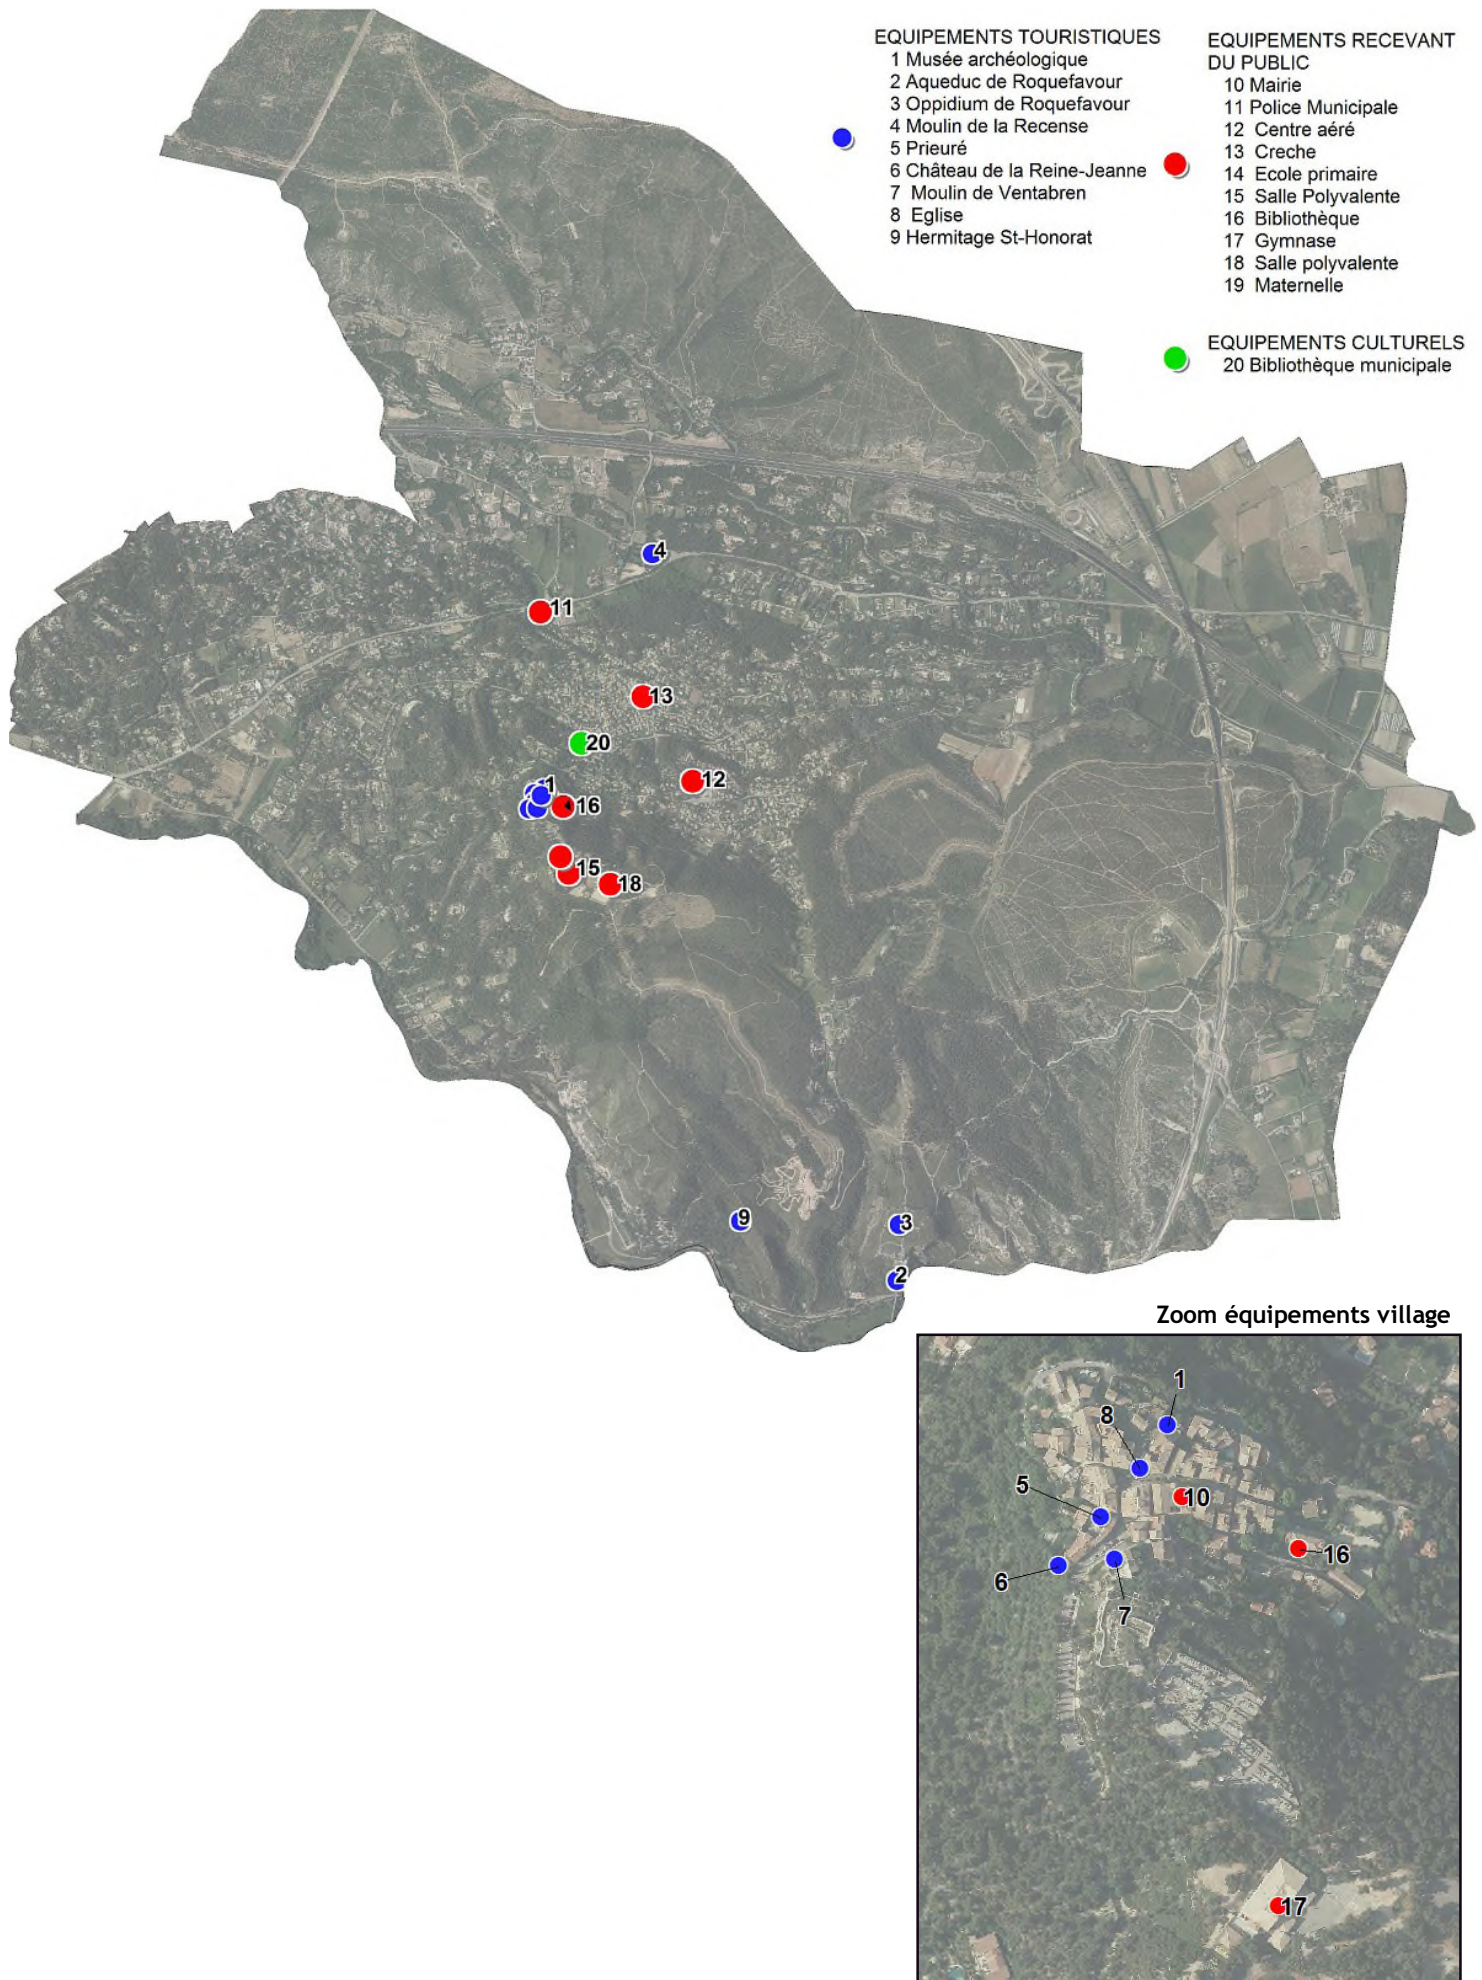 EQUIPEMENTS TOURISTIQUES
1 Musée archéologique
2 Aqueduc de Roquefavour
3 Oppidium de Roquefavour
4 Moulin de la Recense
5 Prieuré
6 Château de la Reine-Jeanne
7 Moulin de Ventabren
8 Eglise
9 Hermitage St-Honorat
EQUIPEMENTS RECEVANT
DU PUBLIC
10 Mairie
11 Police Municipale
12 Centre aéré
13 Creche
14 Ecole primaire
15 Salle Polyvalente
16 Bibliothèque
17 Gymnase
18 Salle polyvalente
19 Maternelle
EQUIPEMENTS CULTURELS
20 Bibliothèque municipale
4
11
13
20
12
1
16
15
18
9
3
2
Zoom équipements village
1
8
5
10
16
6
7
17